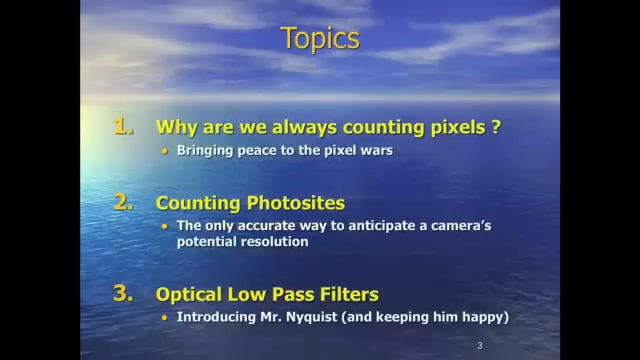 Topics
1. Why are we always counting pixels ?
• Bringing peace to the pixel wars
2. Counting Photosites
• The only accurate way to anticipate a camera's
potential resolution
3. Optical Low Pass Filters
• Introducing Mr. Nyquist (and keeping him happy)
3